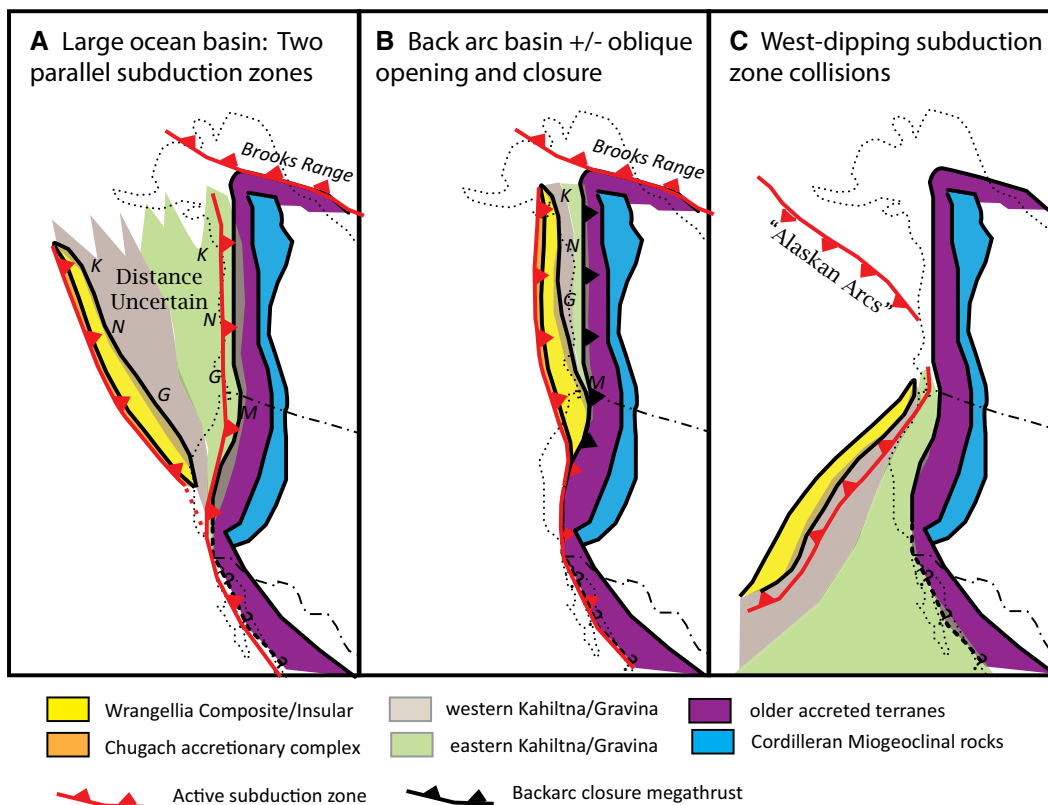 A Large ocean basin: Two
parallel subduction zones
Brooks Range
K
K
Distance
Uncertain
N
N
G
G
M
?
?
?
B Back arc basin +/- oblique
opening and closure
Brooks Range
K
N
G
M
?
?
?
C West-dipping subduction
zone collisions
“Alaskan Arcs”
?
?
?
Wrangellia Composite/Insular
Chugach accretionary complex
western Kahiltna/Gravina
eastern Kahiltna/Gravina
older accreted terranes
Cordilleran Miogeoclinal rocks
Active subduction zone
Backarc closure megathrust